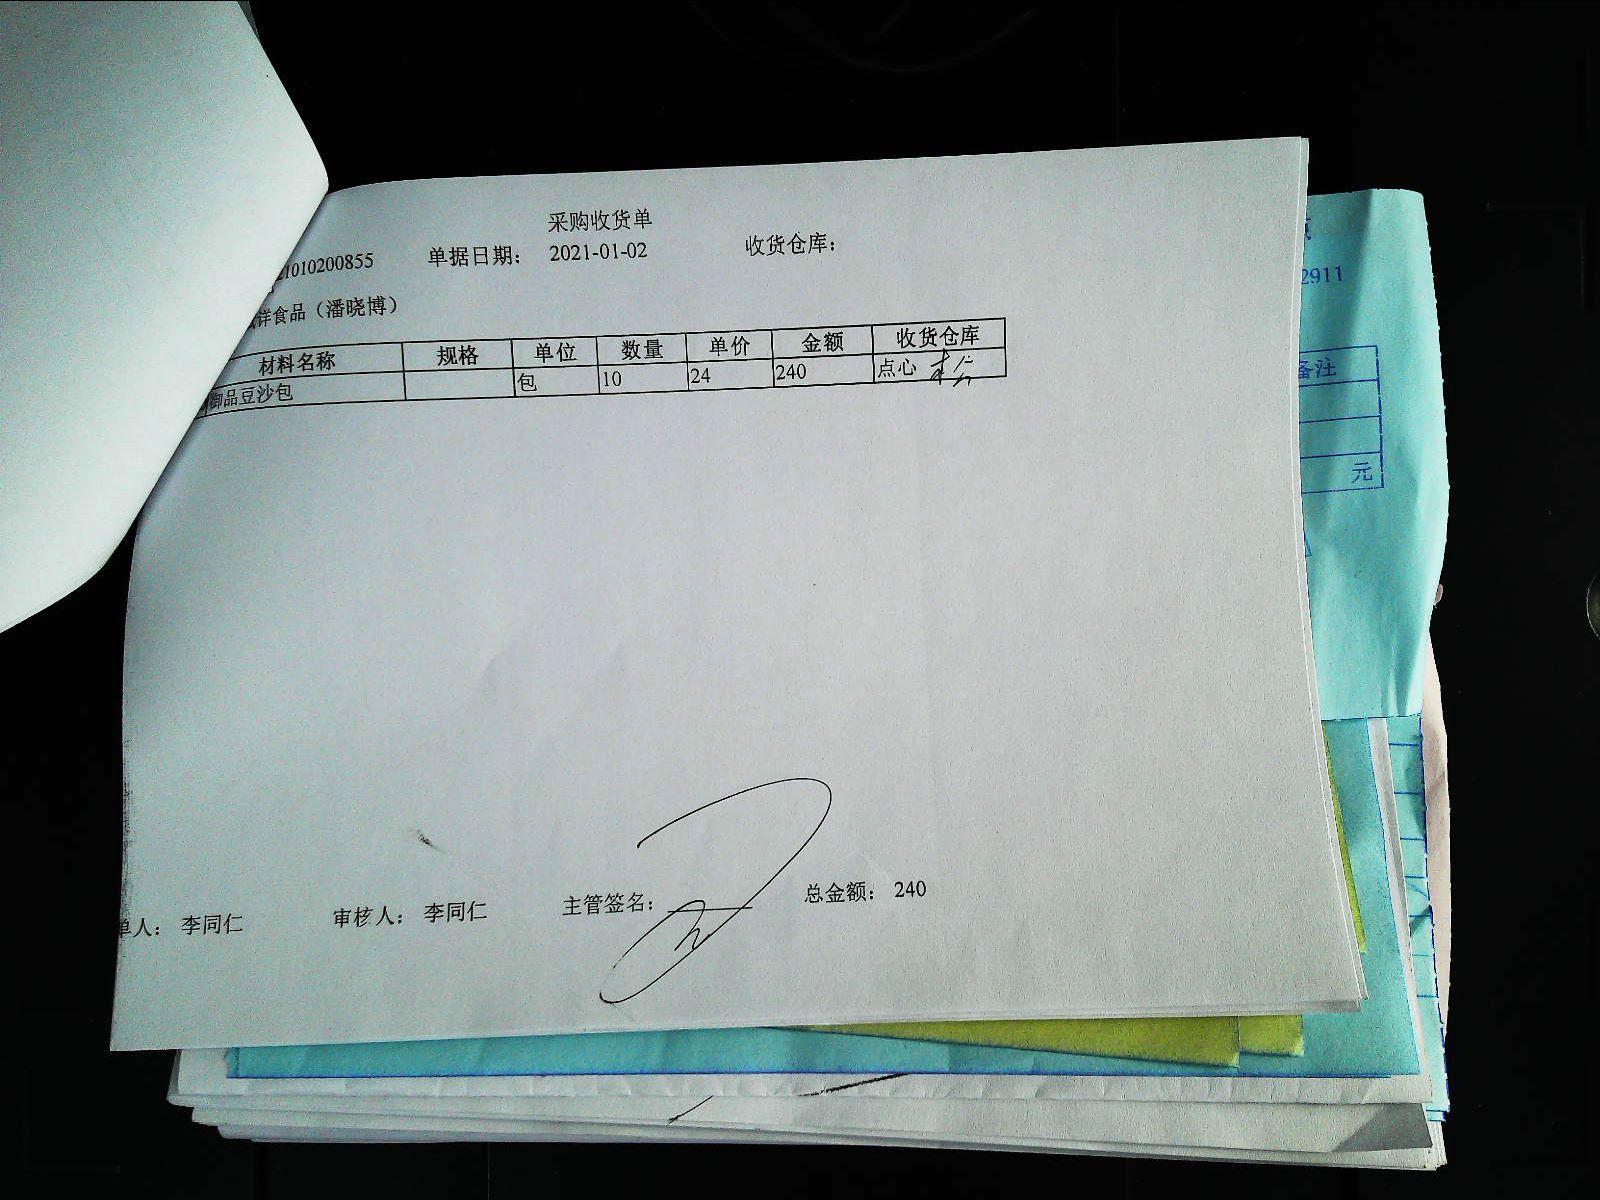 采购收货单
21010200855 单据日期： 2021-01-02 收货仓库：
洋食品（潘晓博）
材料名称 规格 单位 数量 单价 金额 收货仓库
御品豆沙包 包 10 24 240 点心
单人： 李同仁 审核人： 李同仁 主管签名： 总金额： 240
2911
备注
元